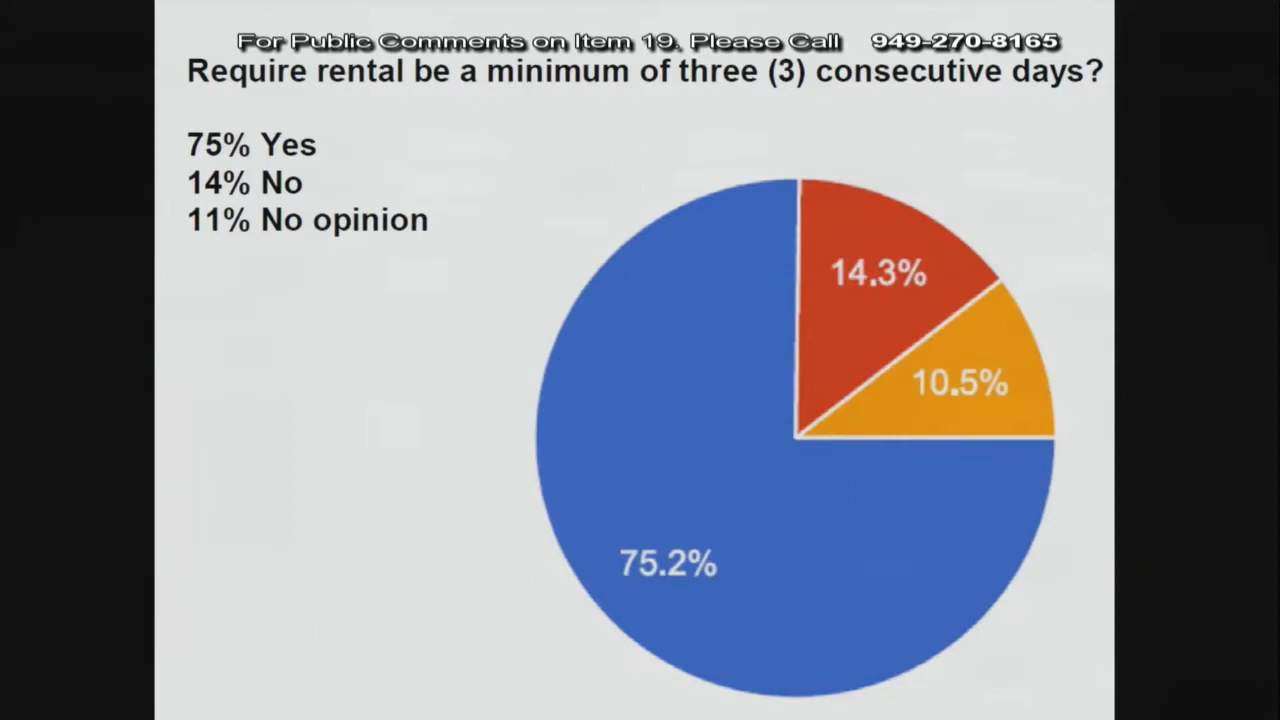 For Public Comments on Item 19. Please Call 949-270-8165
Require rental be a minimum of three (3) consecutive days?
75% Yes
14% No
11% No opinion
14.3%
10.5%
75.2%